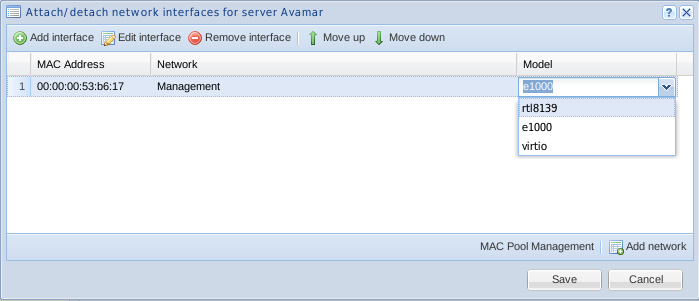 Attach/detach network interfaces for server Avamar
Add interface Edit interface Remove interface Move up Move down
MAC Address Network Model
1 00:00:00:53:b6:17 Management e1000
rtl8139
e1000
virtio
MAC Pool Management Add network
Save Cancel